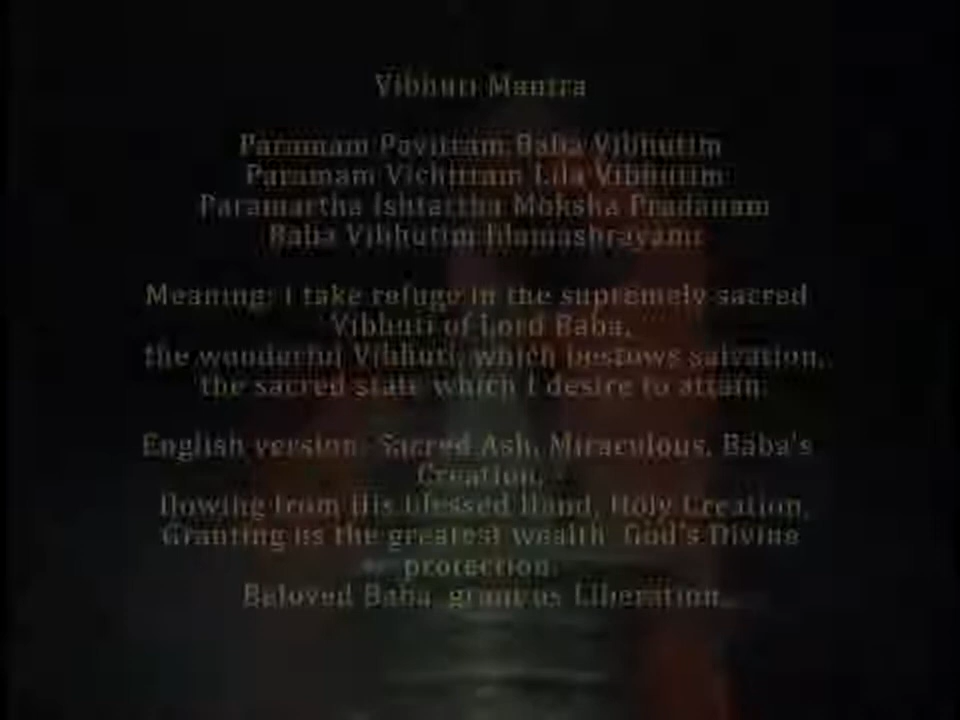 Vibhuti Mantra
Paramam Pavitram Baba Vibhutim
Paramam Vichitram Lila Vibhutim
Paramartha Ishtartha Moksha Pradanam
Baba Vibhutim Idamashrayami
Meaning: I take refuge in the supremely sacred
Vibhuti of Lord Baba,
the wonderful Vibhuti, which bestows salvation,
the sacred state which I desire to attain.
English version: Sacred Ash, Miraculous, Baba's
Creation,
flowing from His blessed Hand, Holy Creation,
Granting us the greatest wealth, God's Divine
protection.
Beloved Baba, grant us Liberation.